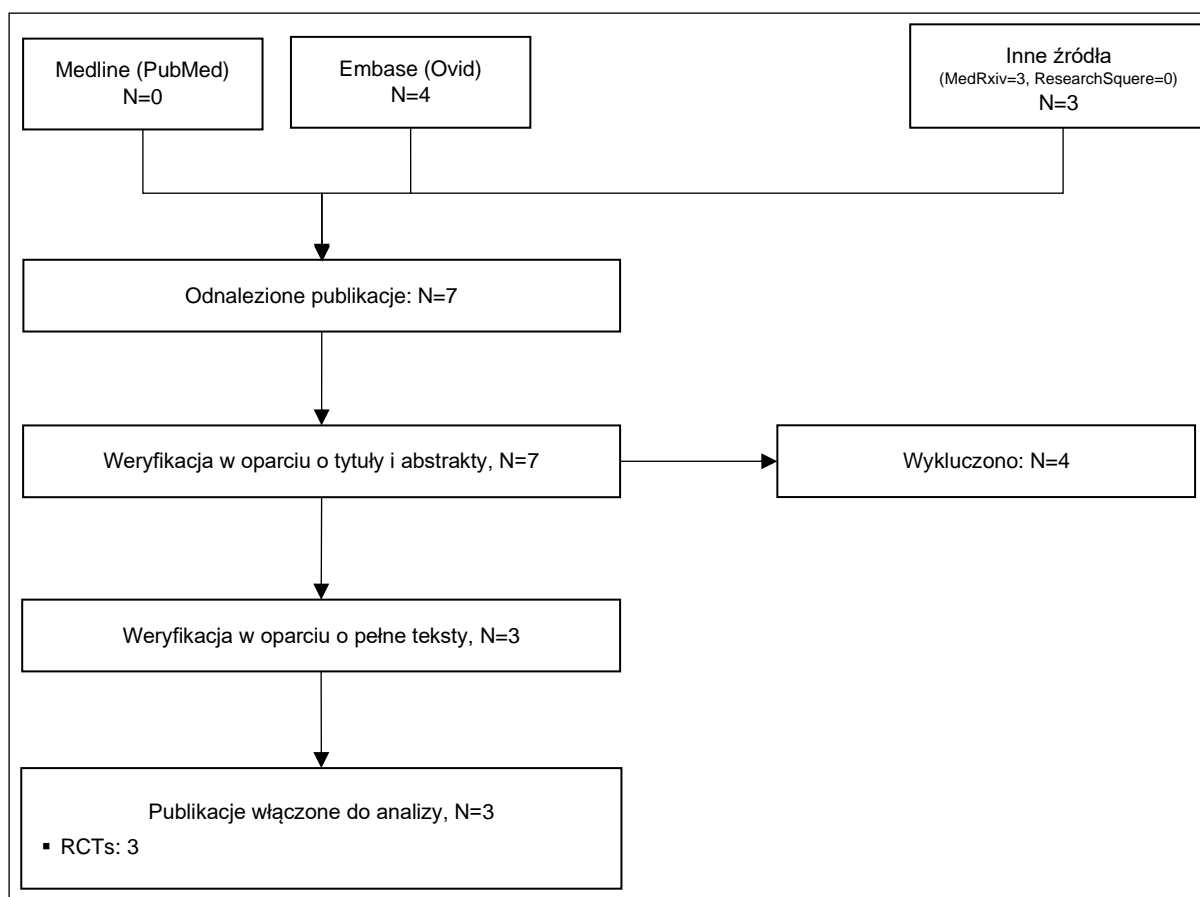 Medline (PubMed)
N=0
Embase (Ovid)
N=4
Inne źródła
(MedRxiv=3, ResearchSquere=0)
N=3
Odnalezione publikacje: N=7
Weryfikacja w oparciu o tytuły i abstrakty, N=7
Wykluczono: N=4
Weryfikacja w oparciu o pełne teksty, N=3
Publikacje włączone do analizy, N=3
▪ RCTs: 3